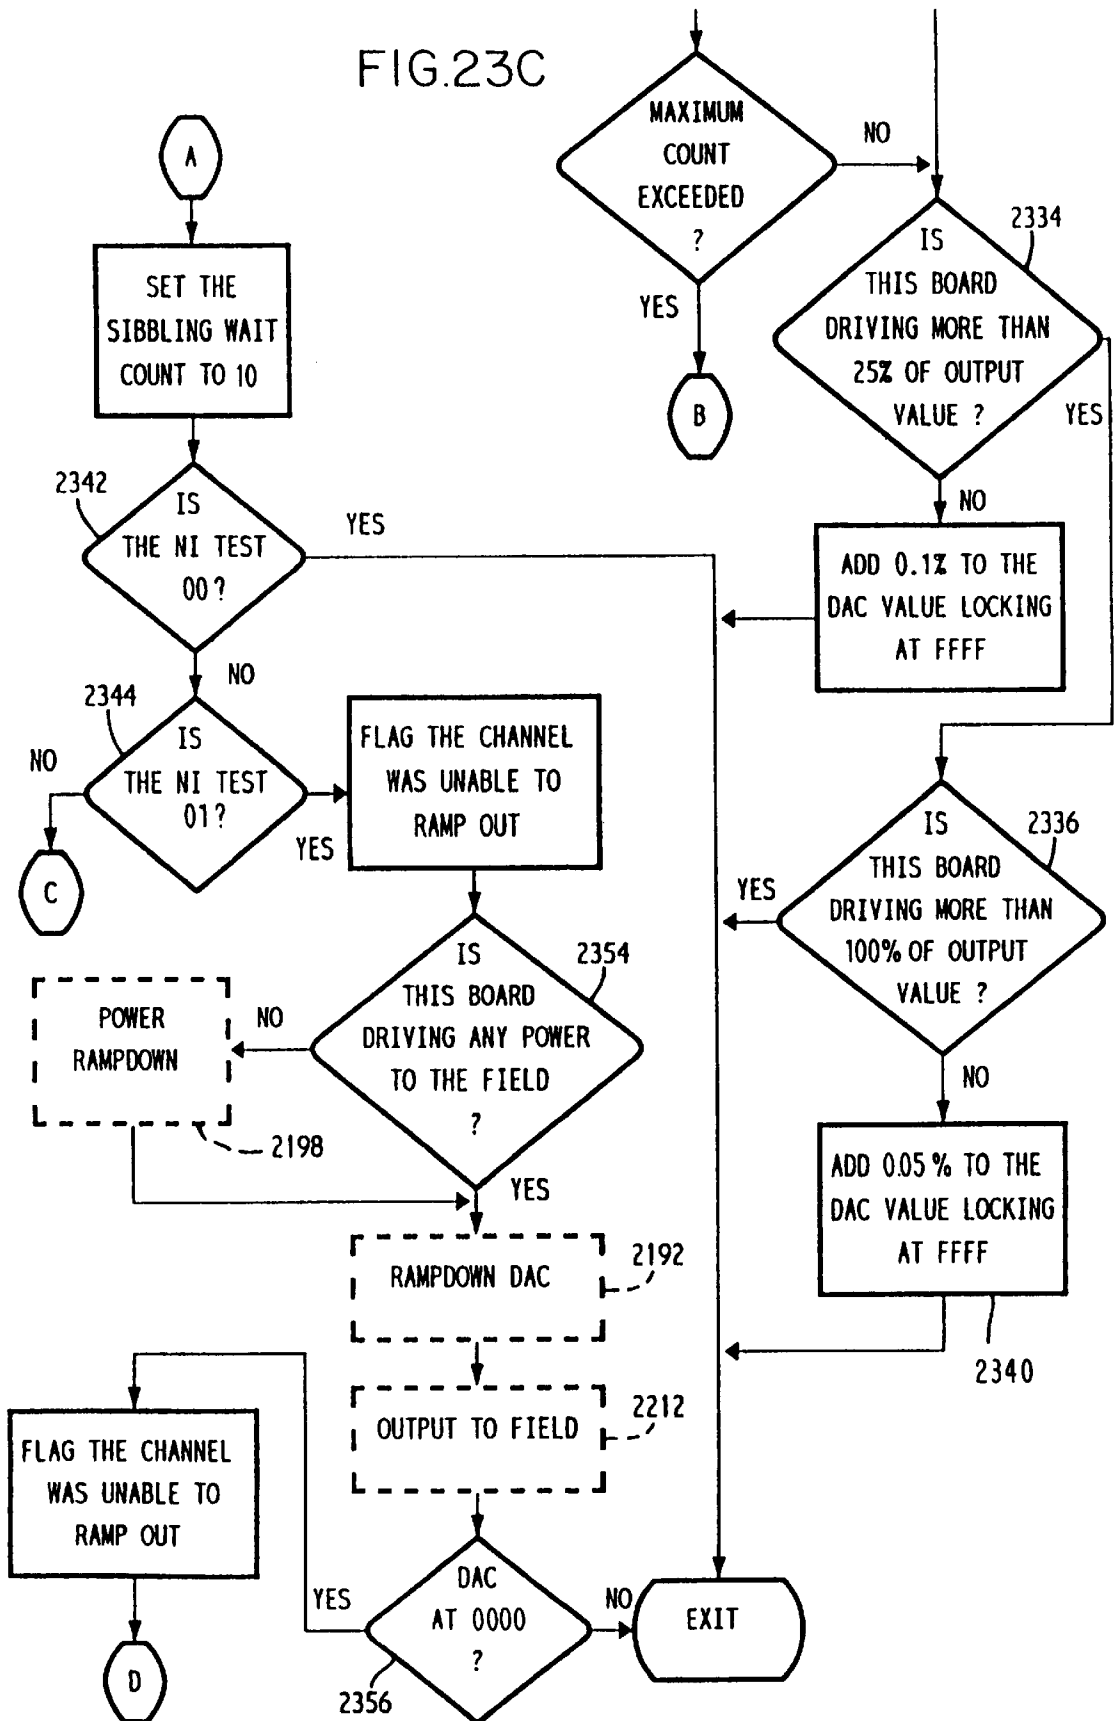 FIG.23C
A
SET THE
SIBBLING WAIT
COUNT TO 10
2342
IS
THE NI TEST
00?
YES
NO
2344
IS
THE NI TEST
01?
NO
C
YES
FLAG THE CHANNEL
WAS UNABLE TO
RAMP OUT
2354
IS
THIS BOARD
DRIVING ANY POWER
TO THE FIELD
?
NO
POWER
RAMPDOWN
2198
YES
RAMPDOWN DAC
2192
OUTPUT TO FIELD
2212
DAC
AT 0000
?
2356
YES
NO
FLAG THE CHANNEL
WAS UNABLE TO
RAMP OUT
D
EXIT
MAXIMUM
COUNT
EXCEEDED
?
NO
YES
B
2334
IS
THIS BOARD
DRIVING MORE THAN
25% OF OUTPUT
VALUE ?
YES
NO
ADD 0.1% TO THE
DAC VALUE LOCKING
AT FFFF
2336
IS
THIS BOARD
DRIVING MORE THAN
100% OF OUTPUT
VALUE ?
YES
NO
ADD 0.05% TO THE
DAC VALUE LOCKING
AT FFFF
2340